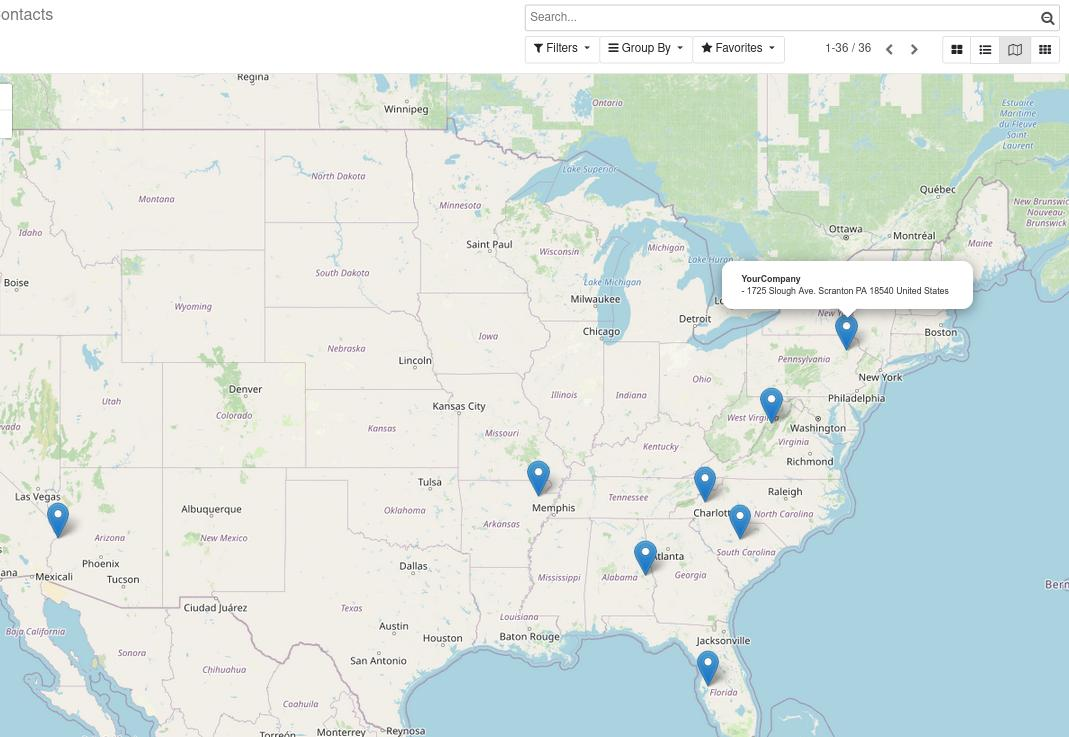 ontacts
Search...
Filters
Group By
Favorites
1-36 / 36
Regina
Winnipeg
Ontario
Estuaire
Maritime
du Fleuve
Saint-
Laurent
Lake Superior
North Dakota
Montana
Minnesota
Québec
New Brunswick
Nouveau-
Brunswick
Idaho
Ottawa
Montréal
Maine
Saint Paul
Wisconsin
Michigan
Lake Huron
South Dakota
Boise
Lake Michigan
YourCompany
- 1725 Slough Ave. Scranton PA 18540 United States
Wyoming
Milwaukee
Detroit
New Y
Chicago
Boston
Iowa
Nebraska
Lincoln
Pennsylvania
Ohio
New York
Denver
Utah
Colorado
Kansas City
Illinois
Indiana
Philadelphia
vada
Kansas
Missouri
West Virginia
Washington
Virginia
Kentucky
Richmond
Las Vegas
Tulsa
Tennessee
Raleigh
Albuquerque
Oklahoma
Memphis
Charlott
North Carolina
Arizona
New Mexico
Arkansas
South Carolina
Phoenix
Atlanta
Dallas
ana
Mexicali
Tucson
Mississippi
Alabama
Georgia
Bern
Ciudad Juárez
Texas
Louisiana
Austin
Baja California
Houston
Baton Rouge
Jacksonville
Sonora
San Antonio
Chihuahua
Florida
Coahuila
Torreón
Monterrey
Reynosa